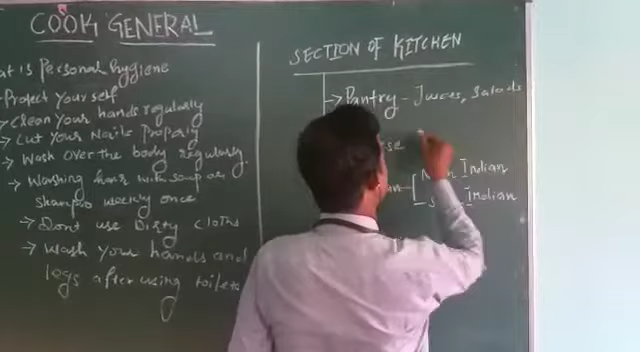 COOK GENERAL
at is Personal hygiene
Protect Yourself
→ Clean Your hands regularly
→ Cut Your Nails Properly
→ Wash over the body regularly.
→ Washing hair with soap or
shampoo weekly once
→ Dont use Dirty cloths
→ Wash Your hands and
legs after using toilets
SECTION OF KITCHEN
→ Pantry - Juices, Salads
ese
an - Indian
Indian